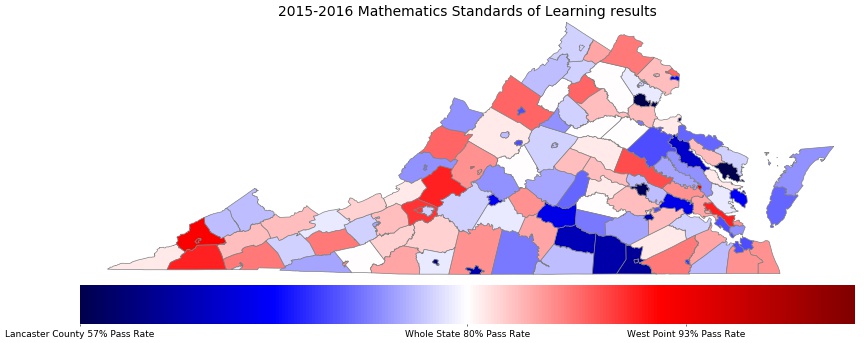 2015-2016 Mathematics Standards of Learning results
Lancaster County 57% Pass Rate
Whole State 80% Pass Rate
West Point 93% Pass Rate